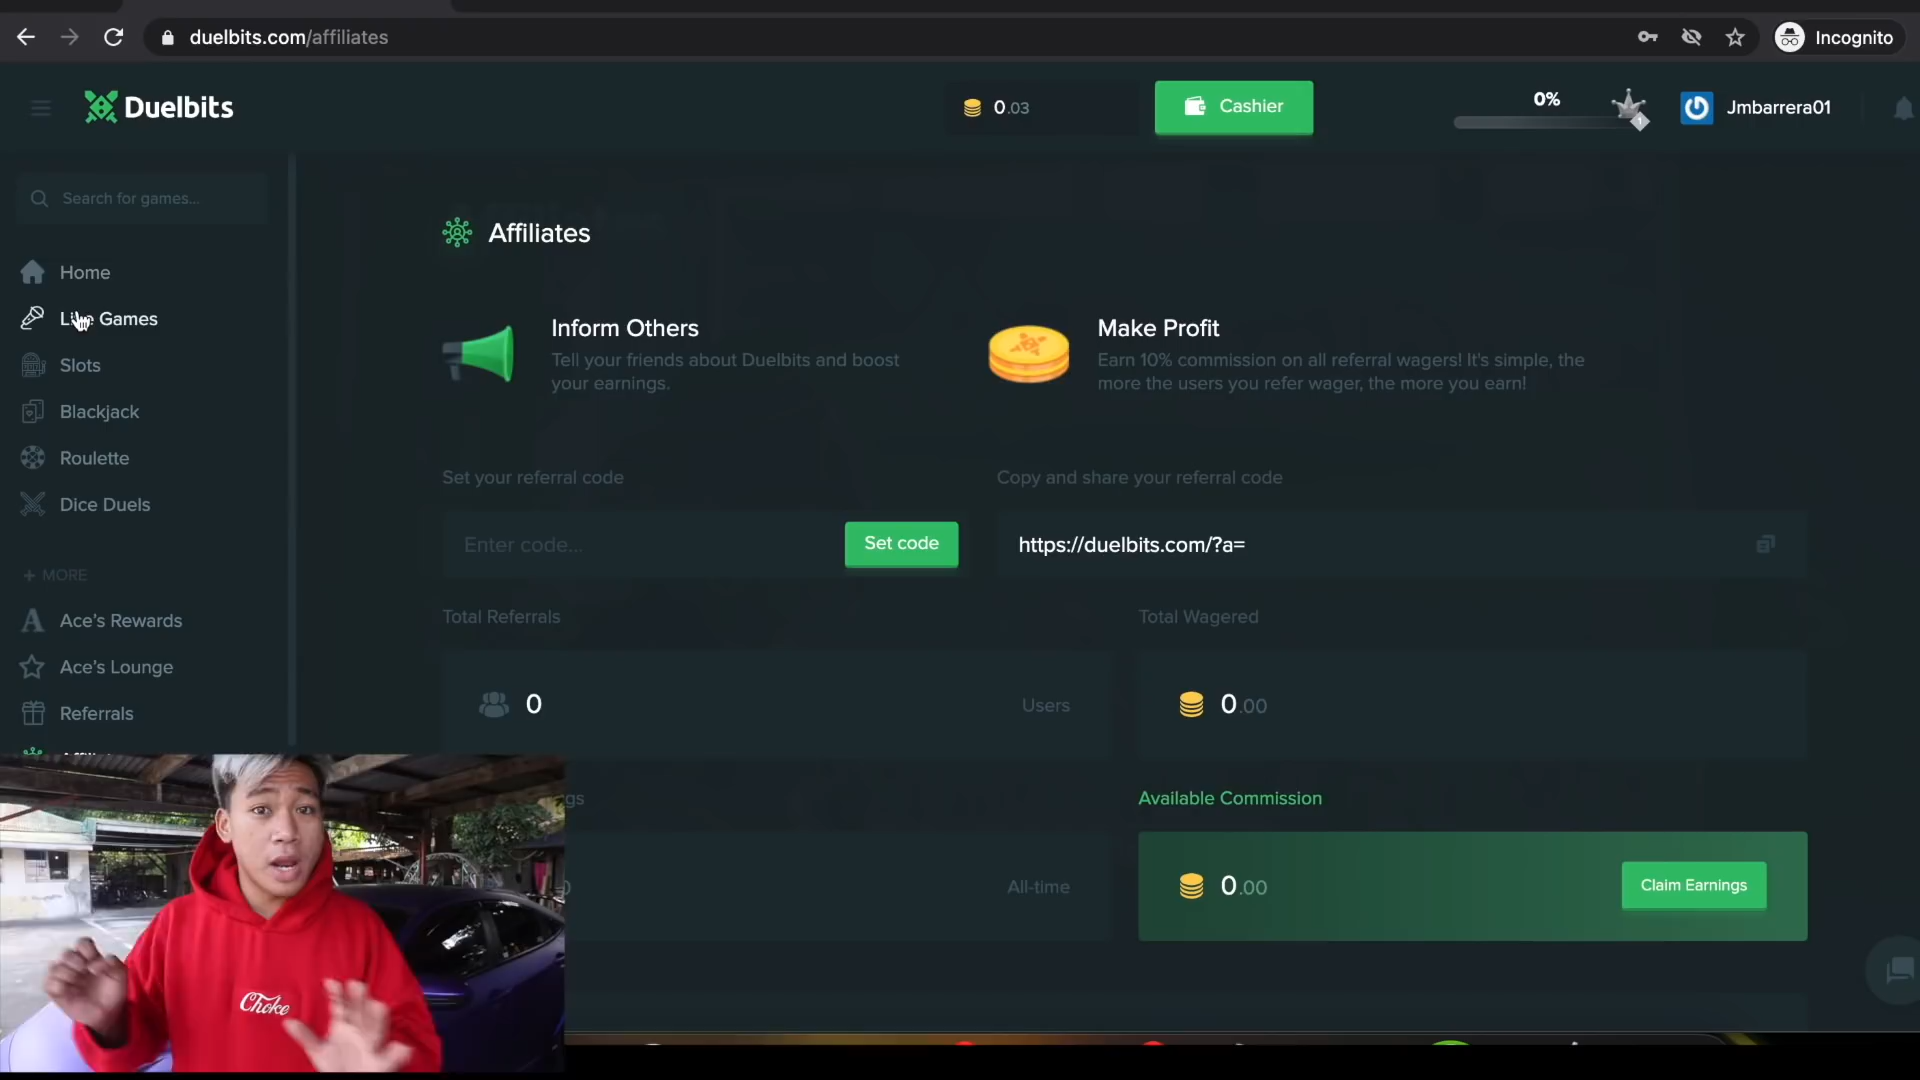 duelbits.com/affiliates
Incognito
Duelbits
0.03
Cashier
0%
1
Jmbarrera01
Search for games...
Home
Live Games
Slots
Blackjack
Roulette
Dice Duels
+ MORE
Ace's Rewards
Ace's Lounge
Referrals
Affiliates
Inform Others
Tell your friends about Duelbits and boost
your earnings.
Make Profit
Earn 10% commission on all referral wagers! It's simple, the
more the users you refer wager, the more you earn!
Set your referral code
Copy and share your referral code
Enter code...
Set code
https://duelbits.com/?a=
Total Referrals
Total Wagered
0
Users
0.00
Available Commission
All-time
0.00
Claim Earnings
Choke